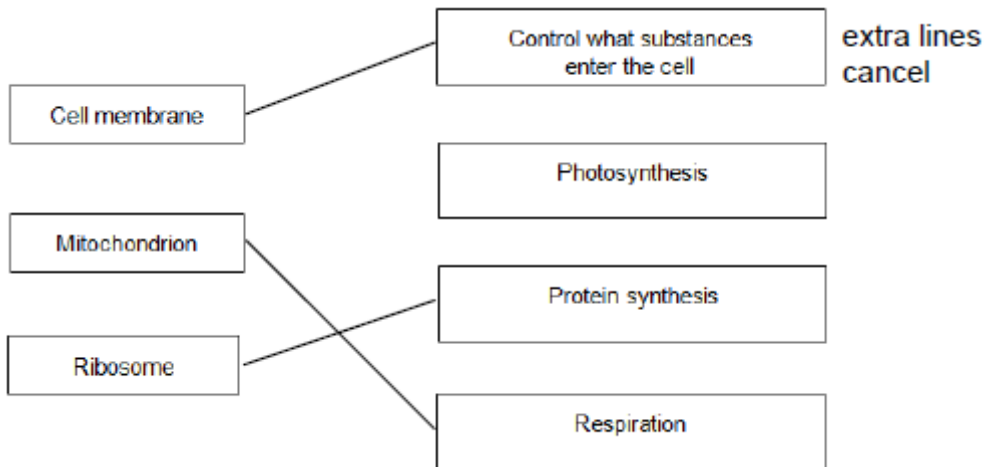 Control what substances
enter the cell
extra lines
cancel
Cell membrane
Photosynthesis
Mitochondrion
Protein synthesis
Ribosome
Respiration